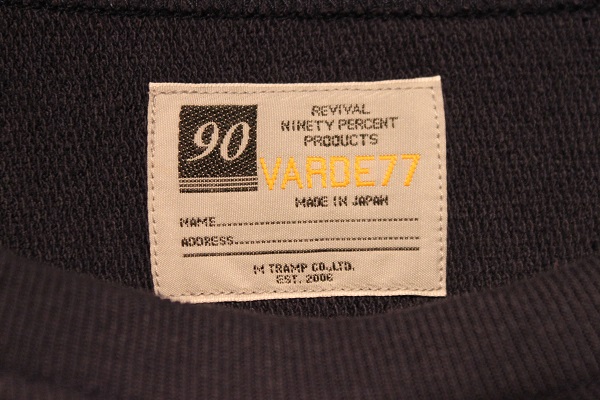 90
REVIVAL
NINETY PERCENT
PRODUCTS
VARDE77
MADE IN JAPAN
NAME
ADDRESS
M TRAMP CO.,LTD.
EST. 2006